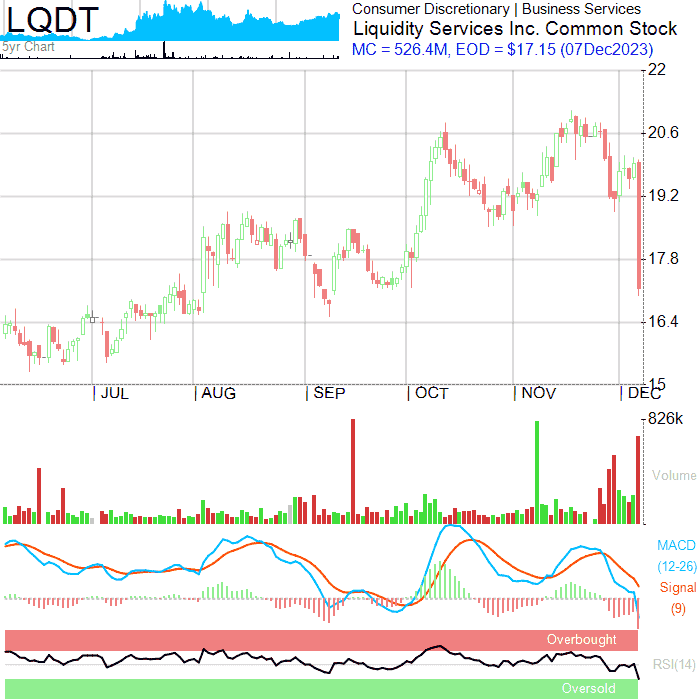 LQDT
5yr Chart
Consumer Discretionary | Business Services
Liquidity Services Inc. Common Stock
MC = 526.4M, EOD = $17.15 (07Dec2023)
22
20.6
19.2
17.8
16.4
15
JUL AUG SEP OCT NOV DEC
826k
Volume
MACD
(12-26)
Signal
(9)
Overbought
RSI(14)
Oversold